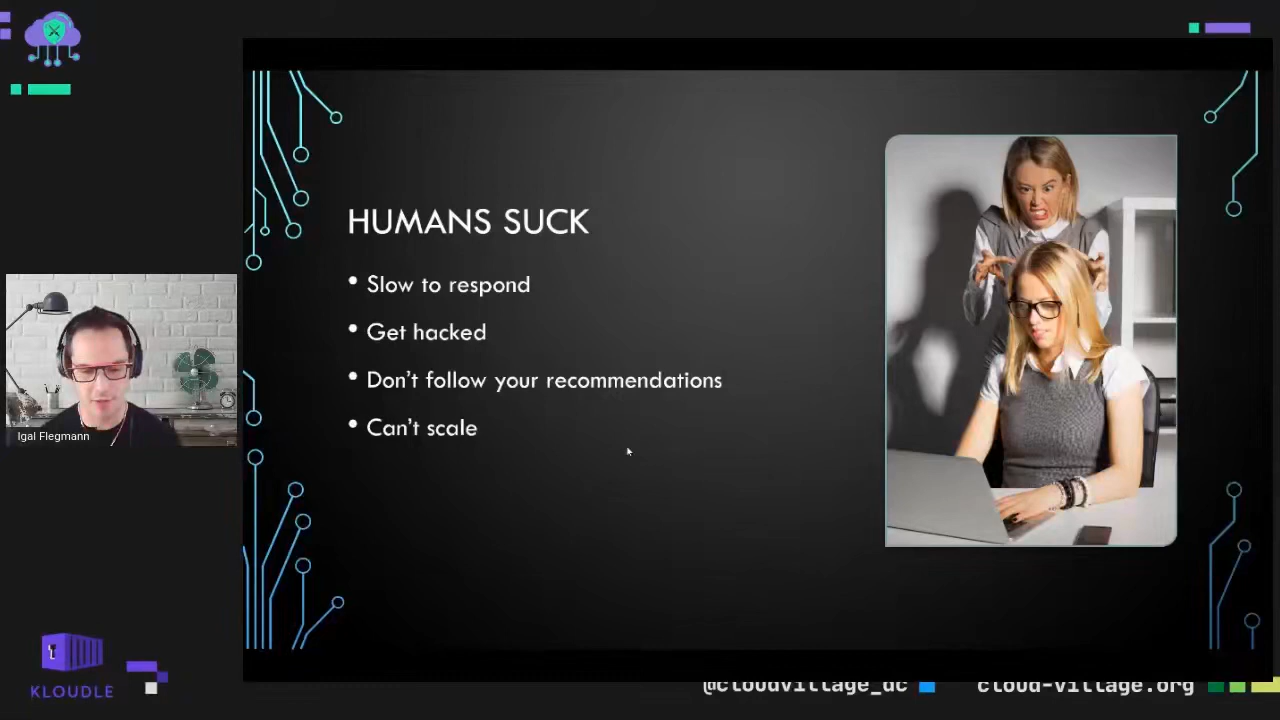 HUMANS SUCK
• Slow to respond
• Get hacked
• Don't follow your recommendations
• Can't scale
Igal Flegmann
KLOUDLE
@cloudvillage_dc
cloud-village.org